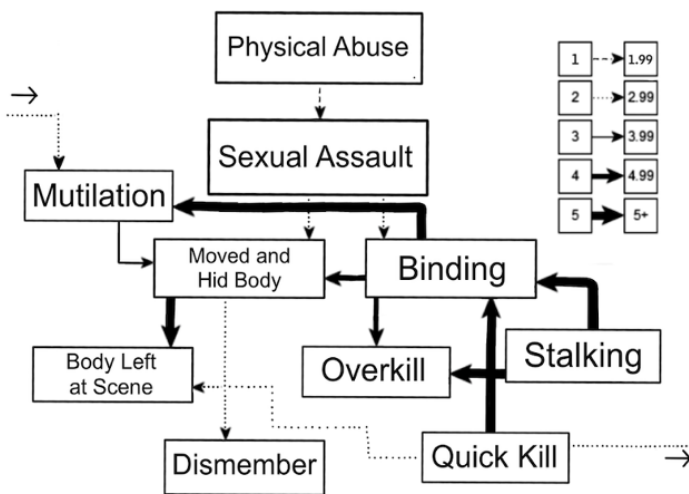 Physical Abuse
1
1.99
2
2.99
Sexual Assault
3
3.99
Mutilation
4
4.99
5
5+
Moved and
Hid Body
Binding
Body Left
at Scene
Overkill
Stalking
Dismember
Quick Kill